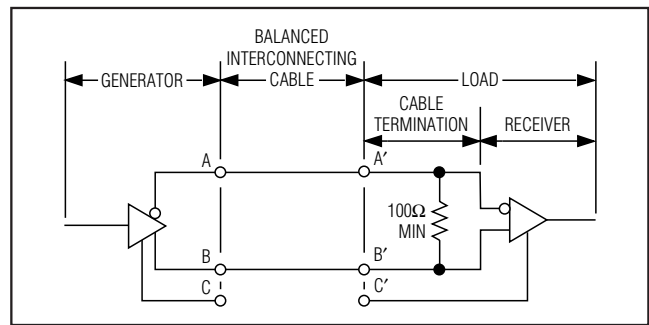 BALANCED
INTERCONNECTING
GENERATOR CABLE LOAD
CABLE
TERMINATION RECEIVER
A A′
100Ω
MIN
B B′
C C′